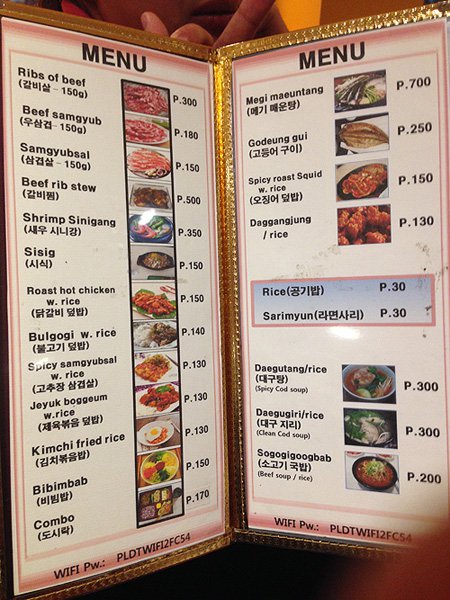 MENU
Ribs of beef
(갈비살 - 150g) P.300
Beef samgyub
(우삼겹 - 150g) P.180
Samgyubsal
(삼겹살 - 150g) P.150
Beef rib stew
(갈비찜) P.500
Shrimp Sinigang
(새우 시니강) P.350
Sisig
(시식) P.150
Roast hot chicken
w. rice
(닭갈비 덮밥) P.150
Bulgogi w. rice
(불고기 덮밥) P.140
Spicy samgyubsal
w. rice
(고추장 삼겹살) P.130
Jeyuk boggeum
w.rice
(제육볶음 덮밥) P.130
Kimchi fried rice
(김치볶음밥) P.130
Bibimbab
(비빔밥) P.150
Combo
(도시락) P.170
WIFI Pw.: PLDTWIFI2FC54
MENU
Megi maeuntang
(메기 매운탕) P.700
Godeung gui
(고등어 구이) P.250
Spicy roast Squid
w. rice
(오징어 덮밥) P.150
Daggangjung
/ rice P.130
Rice(공기밥) P.30
Sarimyun(라면사리) P.30
Daegutang/rice
(대구탕)
(Spicy Cod soup) P.300
Daegugiri/rice
(대구 지리)
(Clean Cod soup) P.300
Sogogigoogbab
(소고기 국밥)
(Beef soup / rice) P.200
WIFI Pw.: PLDTWIFI2FC54